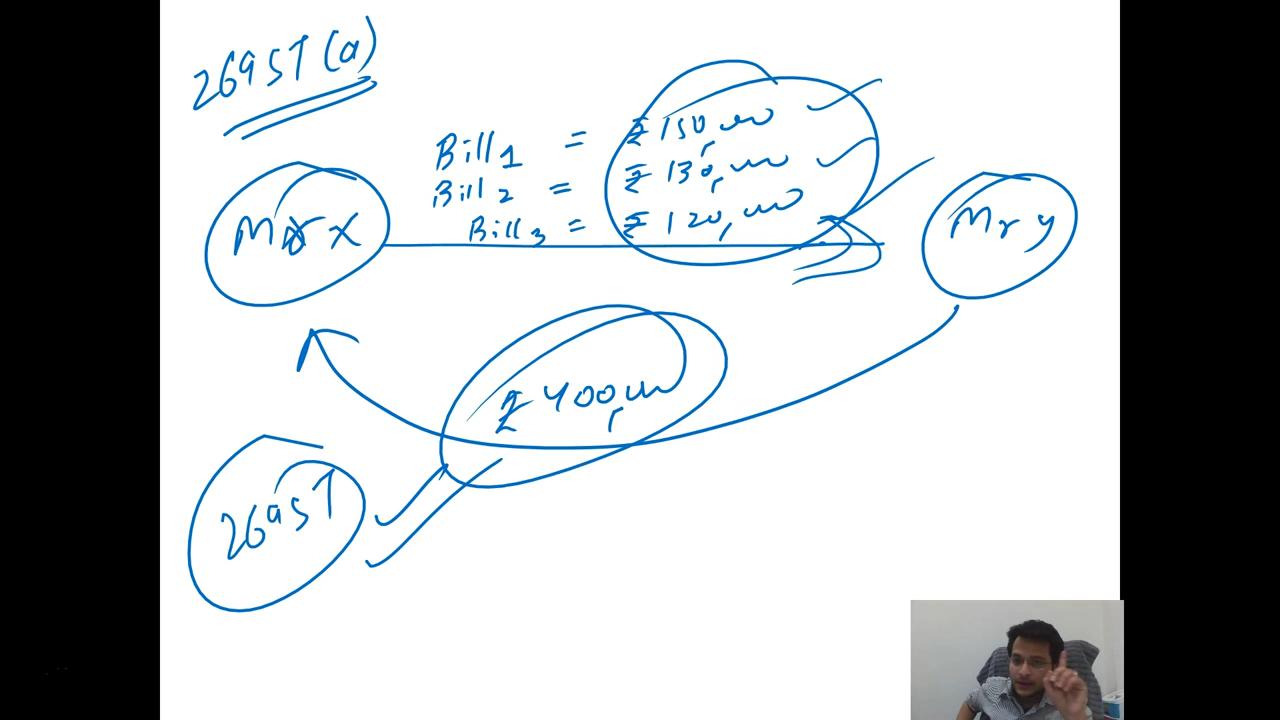 269ST (a)
Bill 1 = ₹ 150,000
Bill 2 = ₹ 130,000
Bill 3 = ₹ 120,000
Mr X
Mr Y
₹ 400,000
269ST